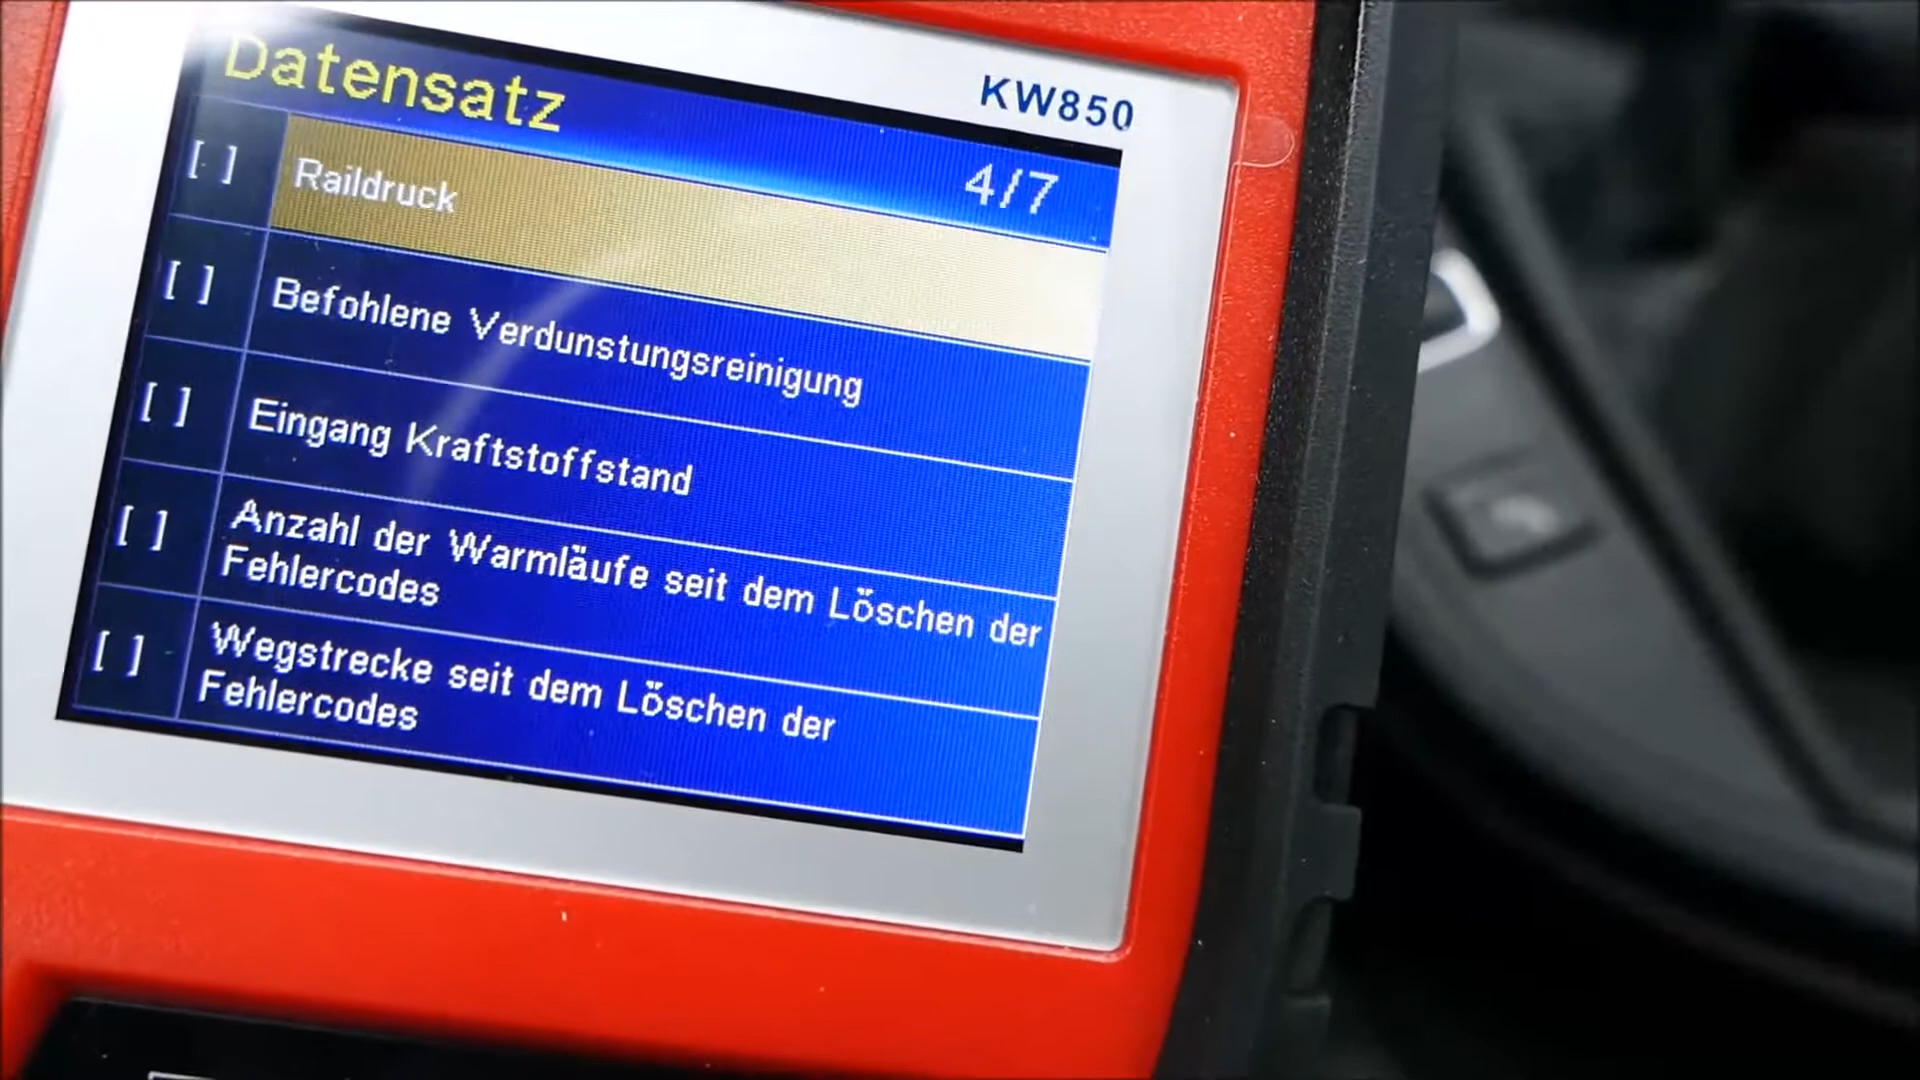 KW850
Datensatz
4/7
[ ] Raildruck
[ ] Befohlene Verdunstungsreinigung
[ ] Eingang Kraftstoffstand
[ ] Anzahl der Warmläufe seit dem Löschen der
Fehlercodes
[ ] Wegstrecke seit dem Löschen der
Fehlercodes